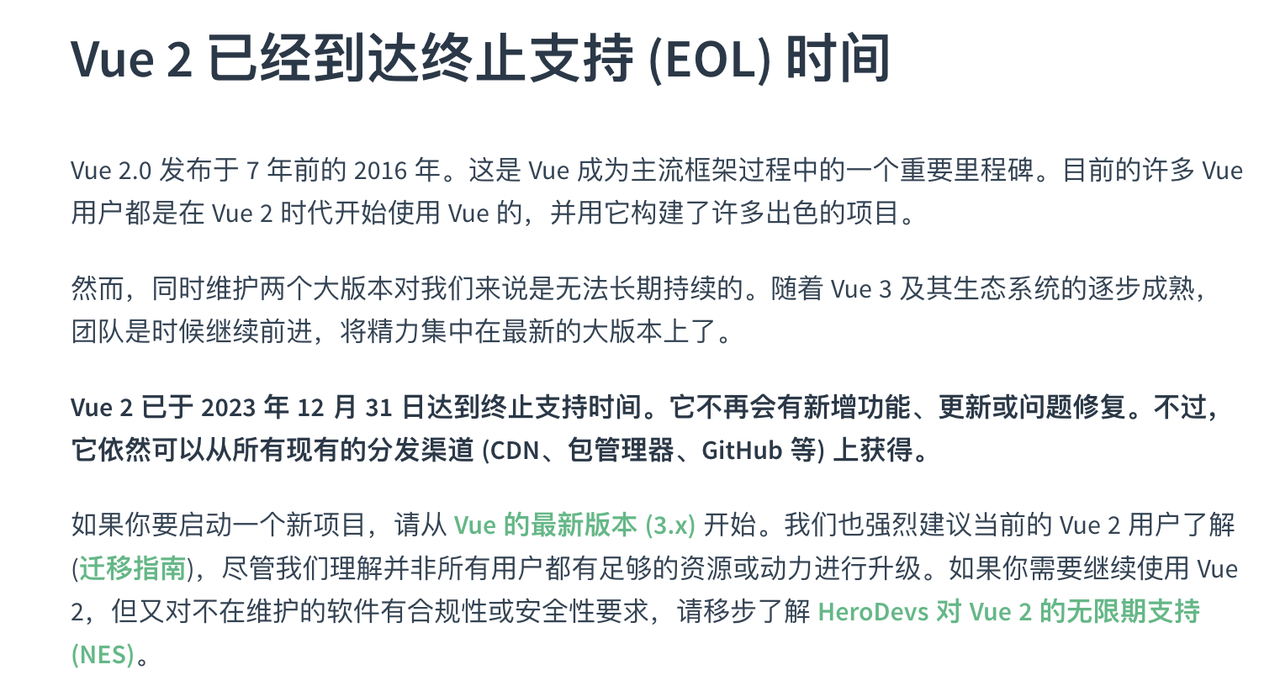 Vue 2 已经到达终止支持 (EOL) 时间
Vue 2.0 发布于 7 年前的 2016 年。这是 Vue 成为主流框架过程中的一个重要里程碑。目前的许多 Vue
用户都是在 Vue 2 时代开始使用 Vue 的，并用它构建了许多出色的项目。
然而，同时维护两个大版本对我们来说是无法长期持续的。随着 Vue 3 及其生态系统的逐步成熟，
团队是时候继续前进，将精力集中在最新的大版本上了。
Vue 2 已于 2023 年 12 月 31 日达到终止支持时间。它不再会有新增功能、更新或问题修复。不过，
它依然可以从所有现有的分发渠道 (CDN、包管理器、GitHub 等) 上获得。
如果你要启动一个新项目，请从 Vue 的最新版本 (3.x) 开始。我们也强烈建议当前的 Vue 2 用户了解
(迁移指南)，尽管我们理解并非所有用户都有足够的资源或动力进行升级。如果你需要继续使用 Vue
2，但又对不在维护的软件有合规性或安全性要求，请移步了解 HeroDevs 对 Vue 2 的无限期支持
(NES)。